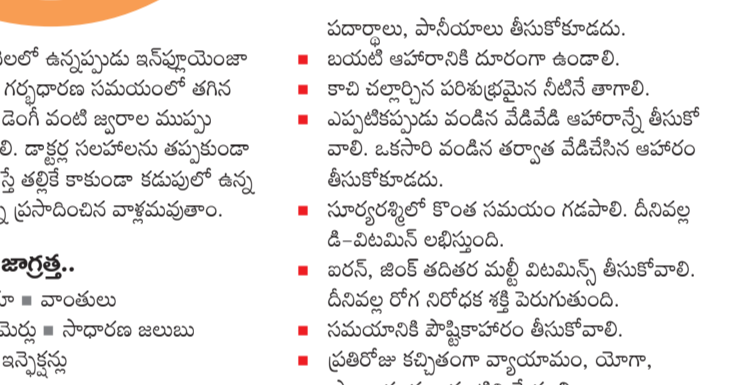 ఉన్నప్పుడు ఇన్‌ఫ్లూయెంజా
గర్భధారణ సమయంలో తగిన
డెంగీ వంటి జ్వరాల ముప్పు
డాక్టర్ల సలహాలను తప్పకుండా
తల్లికే కాకుండా కడుపులో ఉన్న
ప్రసాదించిన వాళ్లమవుతాం.
జాగ్రత్త..
■ వాంతులు
■ సాధారణ జలుబు
ఇన్ఫెక్షన్లు
పదార్థాలు, పానీయాలు తీసుకోకూడదు.
■ బయటి ఆహారానికి దూరంగా ఉండాలి.
■ కాచి చల్లార్చిన పరిశుభ్రమైన నీటినే తాగాలి.
■ ఎప్పటికప్పుడు వండిన వేడివేడి ఆహారాన్నే తీసుకో
వాలి. ఒకసారి వండిన తర్వాత వేడిచేసిన ఆహారం
తీసుకోకూడదు.
■ సూర్యరశ్మిలో కొంత సమయం గడపాలి. దీనివల్ల
డి-విటమిన్ లభిస్తుంది.
■ ఐరన్, జింక్ తదితర మల్టీ విటమిన్స్ తీసుకోవాలి.
దీనివల్ల రోగ నిరోధక శక్తి పెరుగుతుంది.
■ సమయానికి పౌష్టికాహారం తీసుకోవాలి.
■ ప్రతిరోజు కచ్చితంగా వ్యాయామం, యోగా,